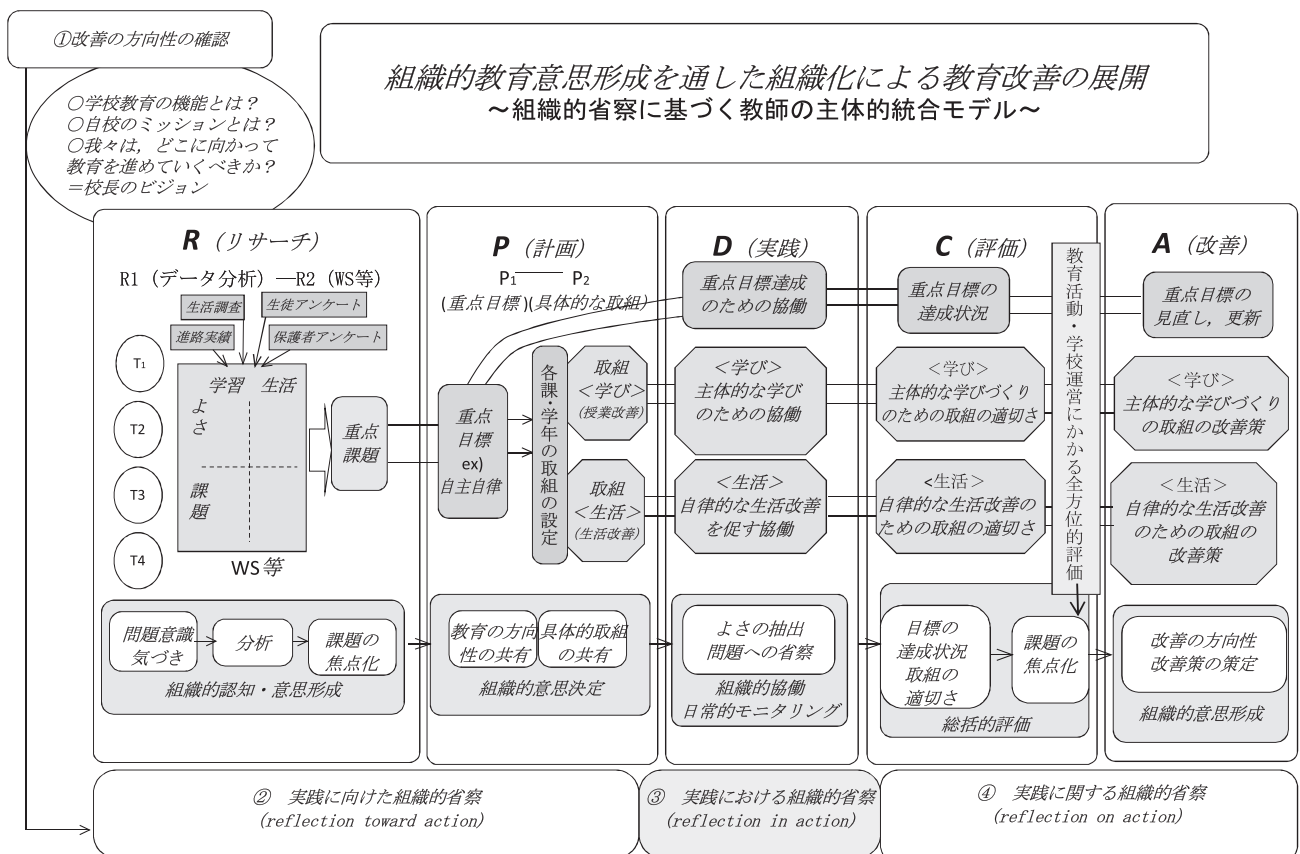 ①改善の方向性の確認
組織的教育意思形成を通した組織化による教育改善の展開
～組織的省察に基づく教師の主体的統合モデル～
○学校教育の機能とは？
○自校のミッションとは？
○我々は，どこに向かって
教育を進めていくべきか？
＝校長のビジョン
R（リサーチ）
R1（データ分析）―R2（WS等）
生活調査
生徒アンケート
進路実績
保護者アンケート
T1
T2
T3
T4
学習 生活
よさ
課題
WS等
重点
課題
問題意識
気づき
分析
課題の
焦点化
組織的認知・意思形成
P（計画）
P1 P2
(重点目標)(具体的な取組)
重点
目標
ex)
自主自律
各課・学年の取組の設定
取組
＜学び＞
(授業改善)
取組
＜生活＞
(生活改善)
教育の方向
性の共有
具体的取組
の共有
組織的意思決定
D（実践）
重点目標達成
のための協働
＜学び＞
主体的な学び
のための協働
＜生活＞
自律的な生活改善
を促す協働
よさの抽出
問題への省察
組織的協働
日常的モニタリング
C（評価）
重点目標の
達成状況
＜学び＞
主体的な学びづくり
のための取組の適切さ
<生活＞
自律的な生活改善の
ための取組の適切さ
教育活動・学校運営にかかる全方位的評価
目標の
達成状況
取組の
適切さ
課題の
焦点化
総括的評価
A（改善）
重点目標の
見直し，更新
＜学び＞
主体的な学びづくり
の取組の改善策
＜生活＞
自律的な生活改善
のための取組の
改善策
改善の方向性
改善策の策定
組織的意思形成
② 実践に向けた組織的省察
(reflection toward action)
③ 実践における組織的省察
(reflection in action)
④ 実践に関する組織的省察
(reflection on action)